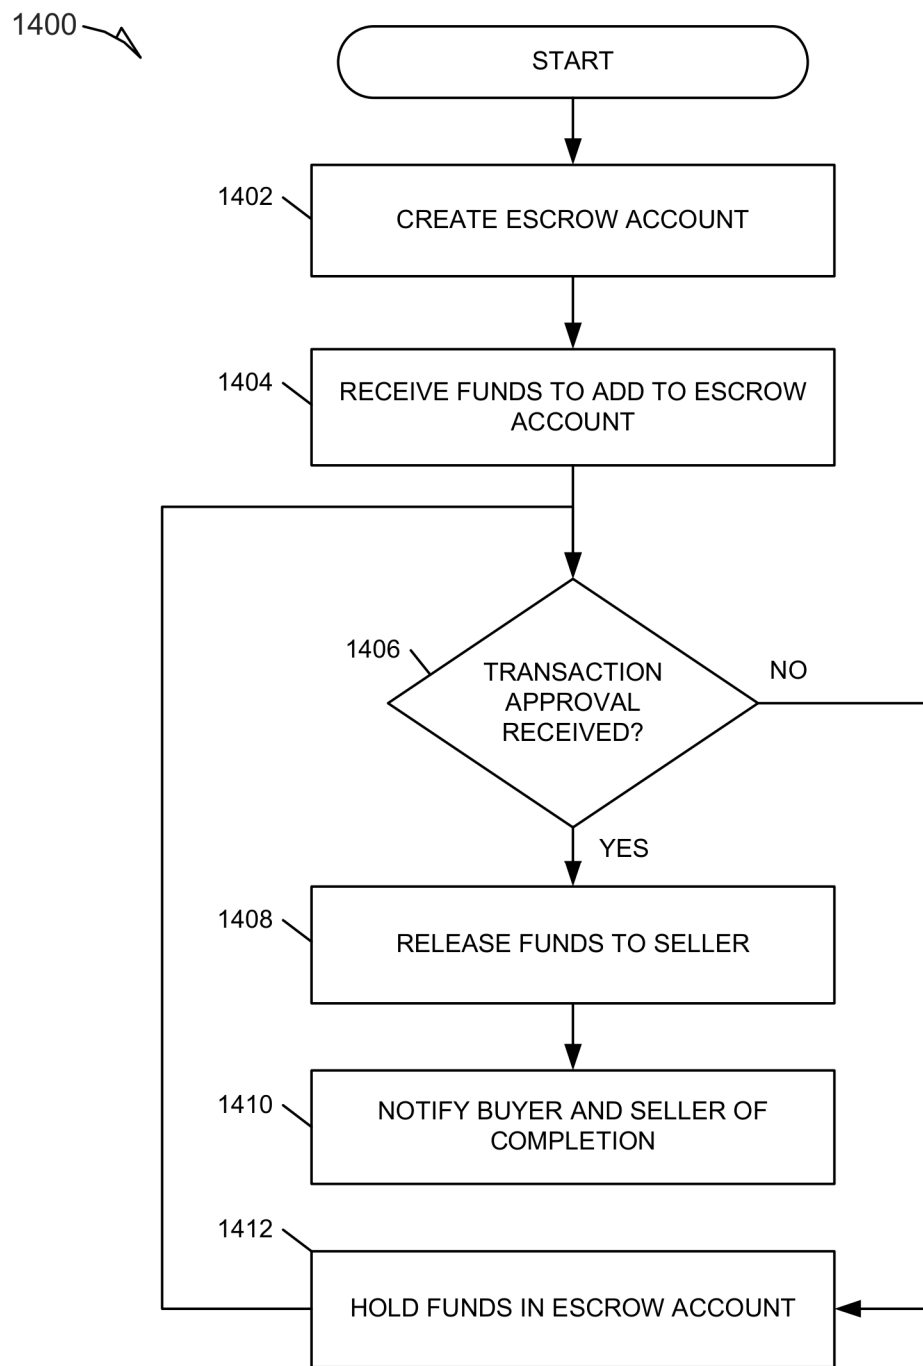 1400
START
1402
CREATE ESCROW ACCOUNT
1404
RECEIVE FUNDS TO ADD TO ESCROW
ACCOUNT
1406
TRANSACTION
APPROVAL
RECEIVED?
NO
YES
1408
RELEASE FUNDS TO SELLER
1410
NOTIFY BUYER AND SELLER OF
COMPLETION
1412
HOLD FUNDS IN ESCROW ACCOUNT